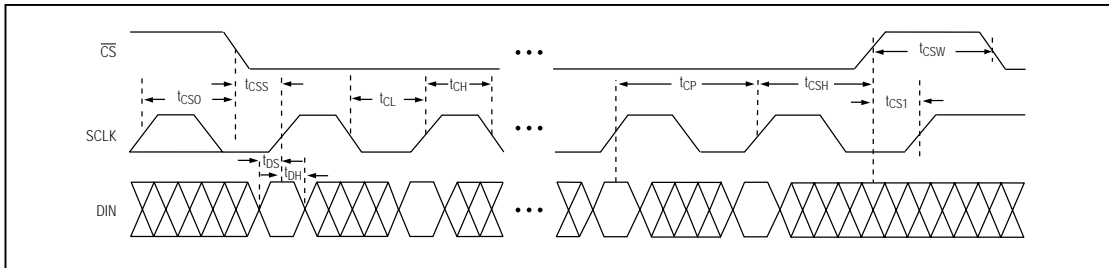 CS
tCSW
tCSS
tCH
tCP
tCSH
tCSO
tCL
tCS1
SCLK
tDS
tDH
DIN